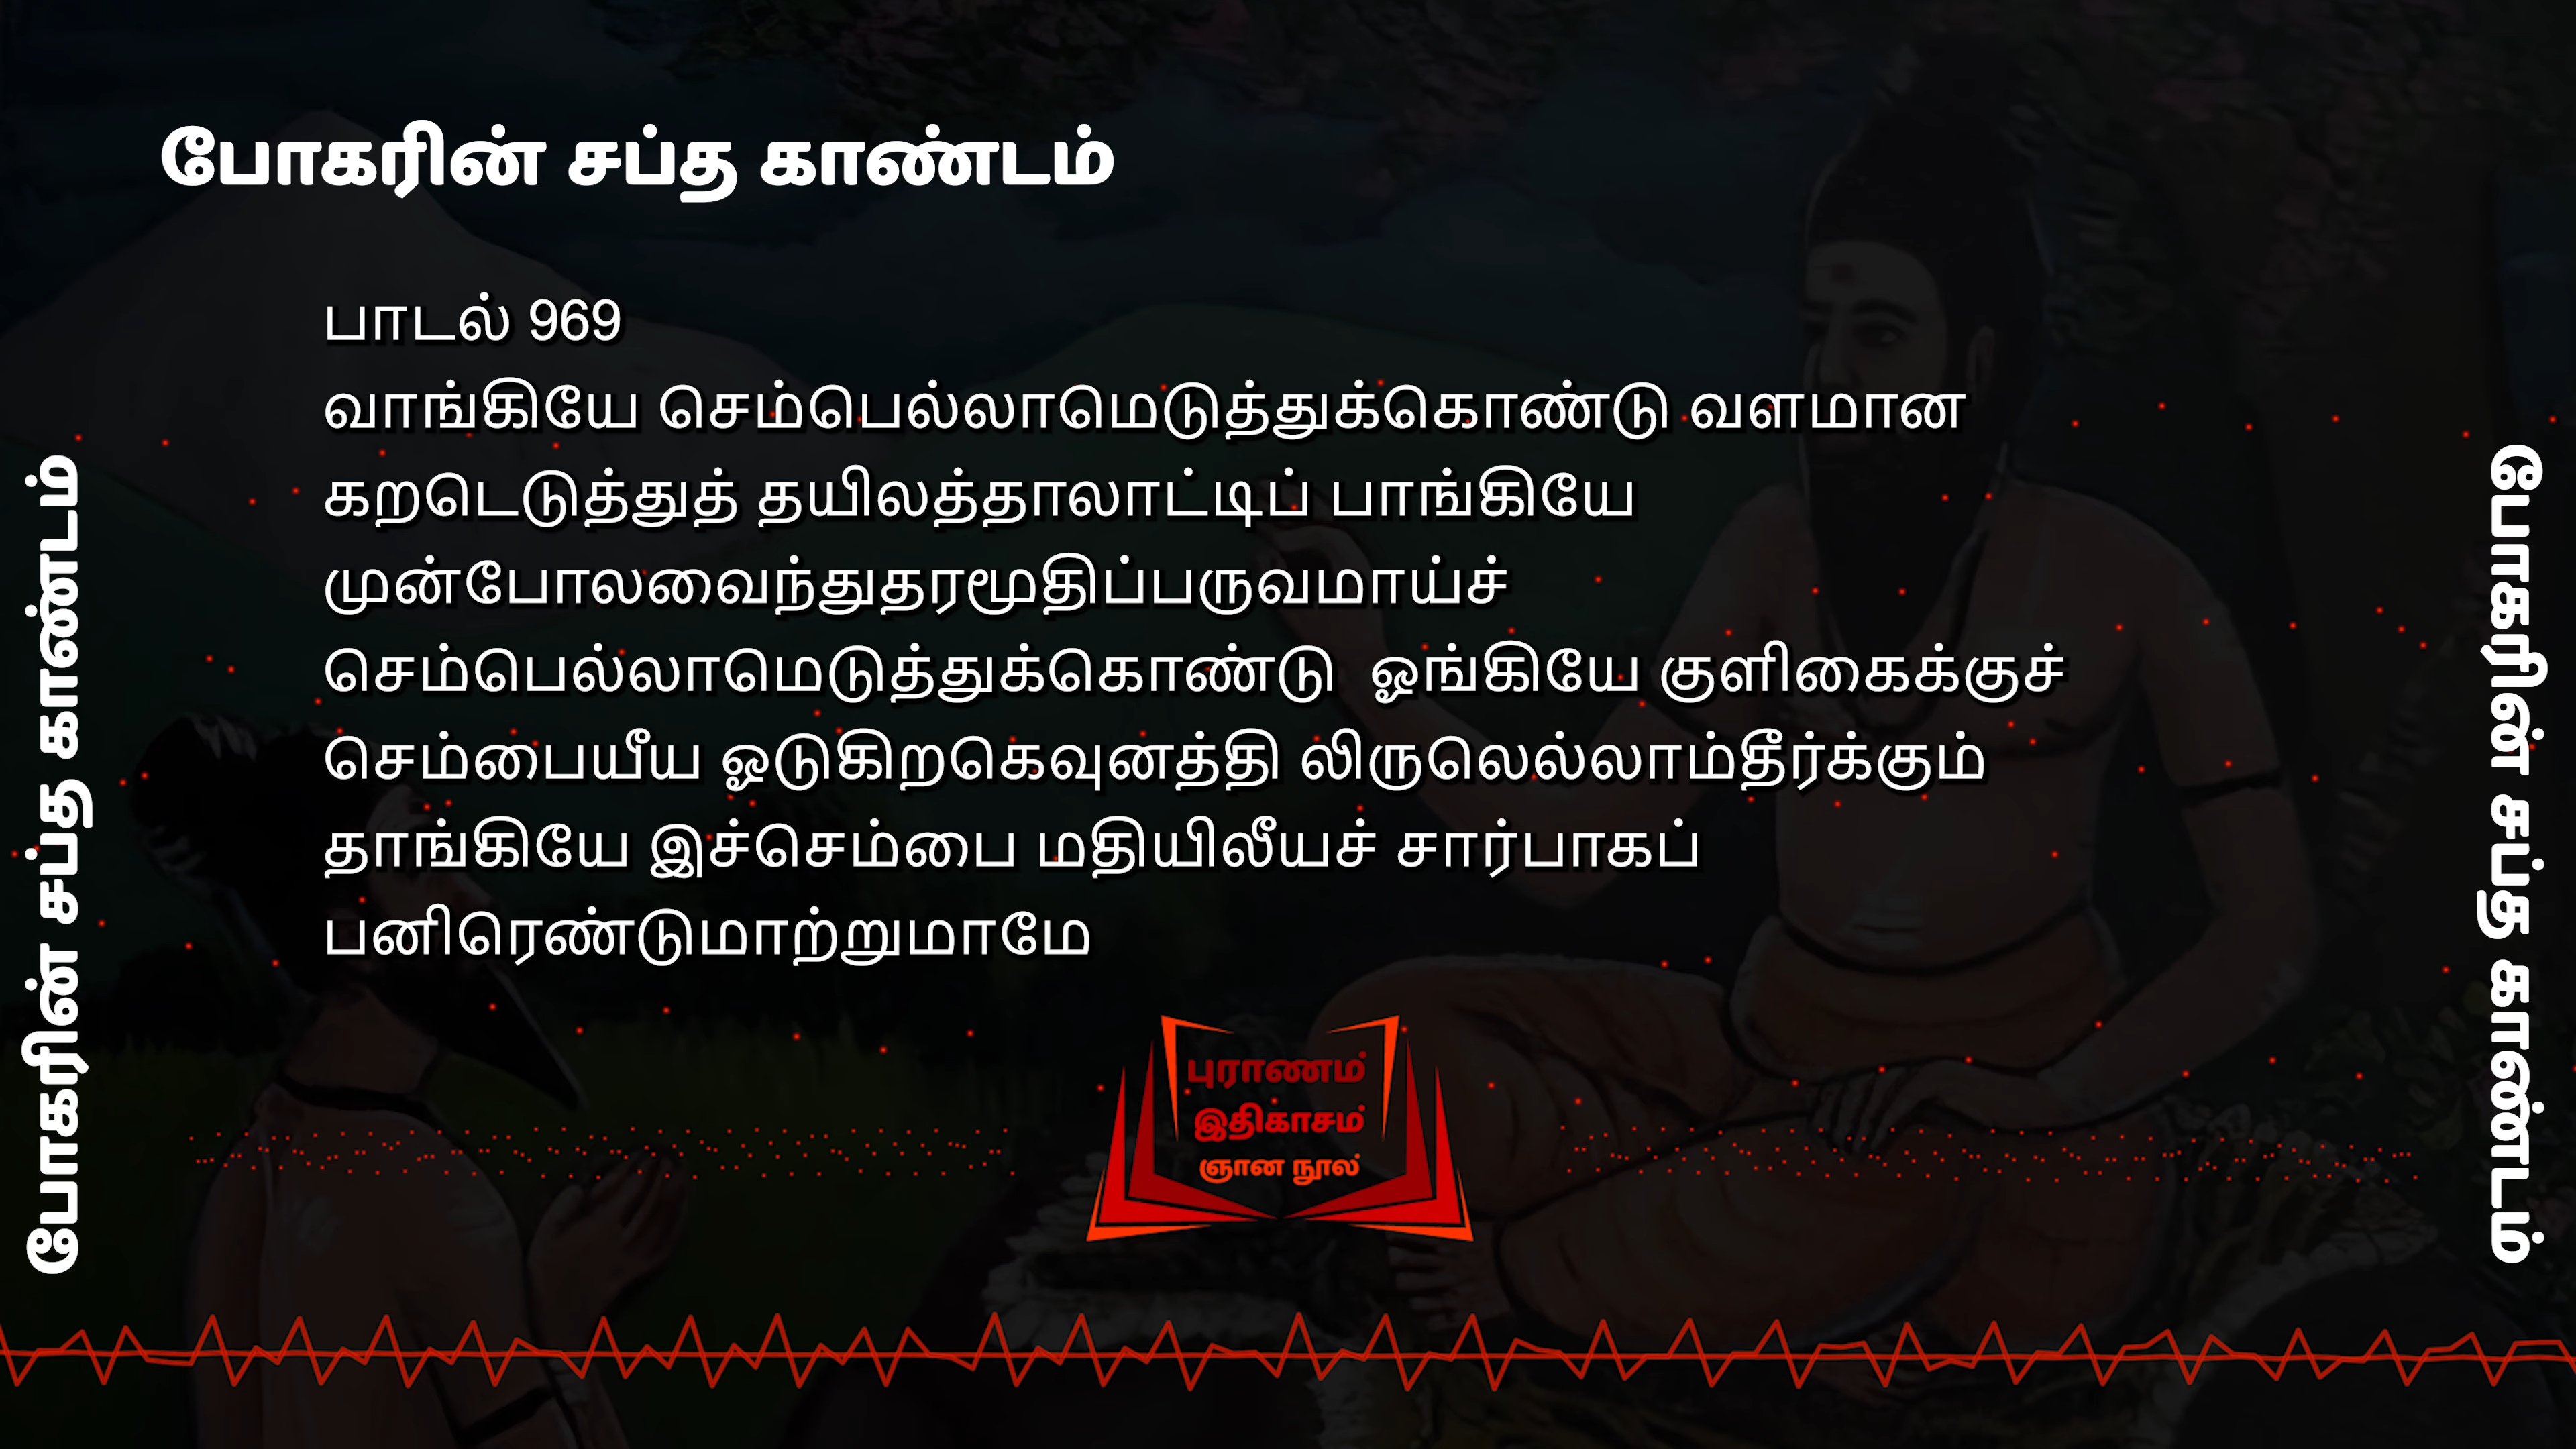 போகரின் சப்த காண்டம்
பாடல் 969
வாங்கியே செம்பெல்லாமெடுத்துக்கொண்டு வளமான
கறடெடுத்துத் தயிலத்தாலாட்டிப் பாங்கியே
முன்போலவைந்துதரமூதிப்பருவமாய்ச்
செம்பெல்லாமெடுத்துக்கொண்டு ஓங்கியே குளிகைக்குச்
செம்பையீய ஓடுகிறகெவுனத்தி லிருலெல்லாம்தீர்க்கும்
தாங்கியே இச்செம்பை மதியிலீயச் சார்பாகப்
பனிரெண்டுமாற்றுமாமே
போகரின் சப்த காண்டம்
போகரின் சப்த காண்டம்
புராணம்
இதிகாசம்
ஞான நூல்